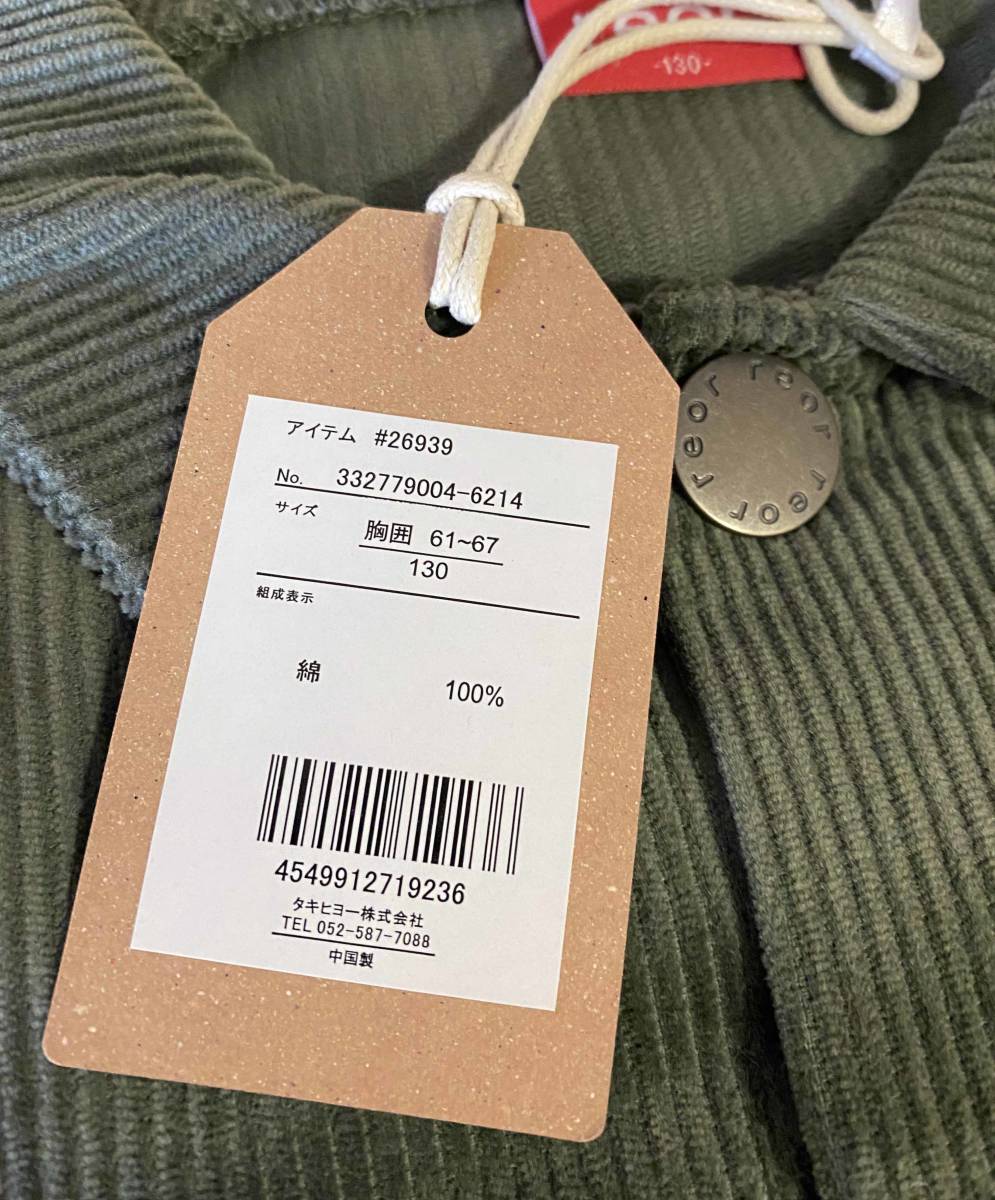 -130-
アイテム #26939
No. 332779004-6214
サイズ
胸囲 61~67
130
組成表示
綿 100%
4549912719236
タキヒヨー株式会社
TEL 052-587-7088
中国製
reor reor reor